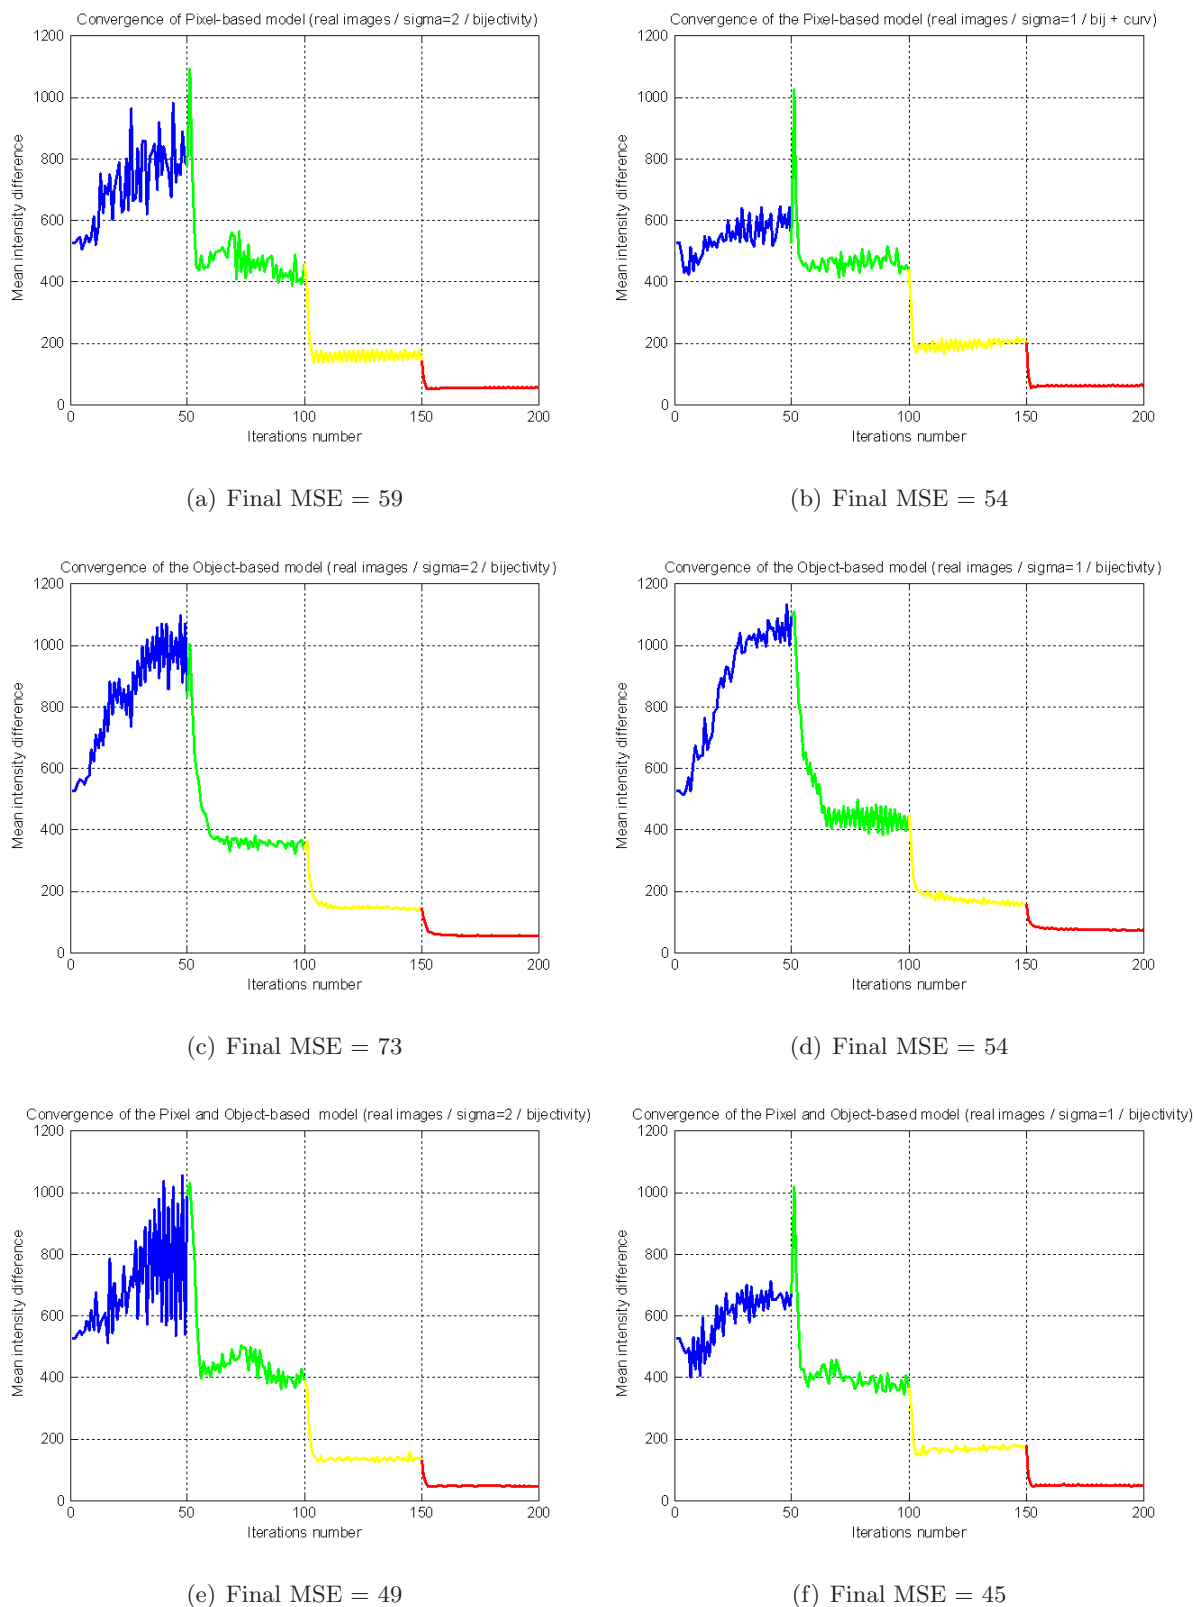 Convergence of Pixel-based model (real images / sigma=2 / bijectivity)
1200
1000
800
600
400
200
0
Mean intensity difference
0 50 100 150 200
Iterations number
(a) Final MSE = 59
Convergence of the Pixel-based model (real images / sigma=1 / bij + curv)
1200
1000
800
600
400
200
0
Mean intensity difference
0 50 100 150 200
Iterations number
(b) Final MSE = 54
Convergence of the Object-based model (real images / sigma=2 / bijectivity)
1200
1000
800
600
400
200
0
Mean intensity difference
0 50 100 150 200
Iterations number
(c) Final MSE = 73
Convergence of the Object-based model (real images / sigma=1 / bijectivity)
1200
1000
800
600
400
200
0
Mean intensity difference
0 50 100 150 200
Iterations number
(d) Final MSE = 54
Convergence of the Pixel and Object-based model (real images / sigma=2 / bijectivity)
1200
1000
800
600
400
200
0
Mean intensity difference
0 50 100 150 200
Iterations number
(e) Final MSE = 49
Convergence of the Pixel and Object-based model (real images / sigma=1 / bijectivity)
1200
1000
800
600
400
200
0
Mean intensity difference
0 50 100 150 200
Iterations number
(f) Final MSE = 45